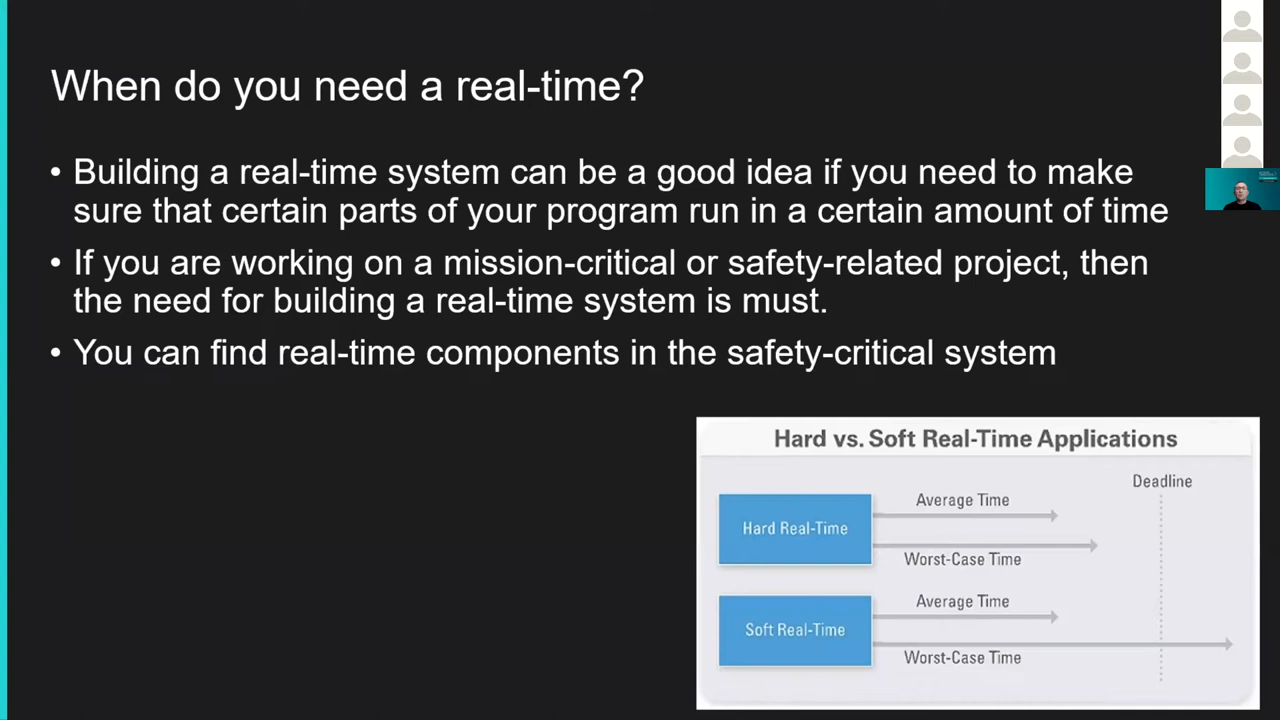 When do you need a real-time?
• Building a real-time system can be a good idea if you need to make
sure that certain parts of your program run in a certain amount of time
• If you are working on a mission-critical or safety-related project, then
the need for building a real-time system is must.
• You can find real-time components in the safety-critical system
Hard vs. Soft Real-Time Applications
Deadline
Average Time
Hard Real-Time
Worst-Case Time
Average Time
Soft Real-Time
Worst-Case Time